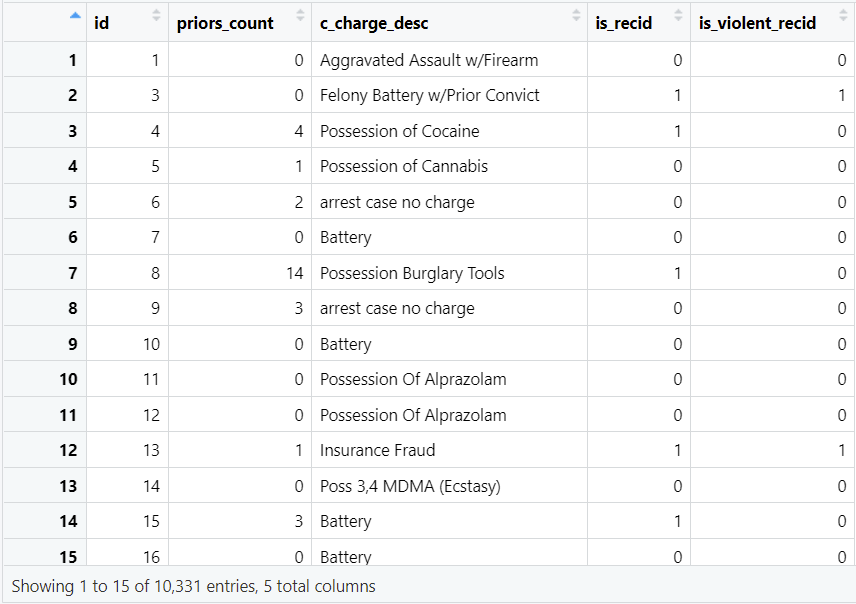 id priors_count c_charge_desc is_recid is_violent_recid
1 1 0 Aggravated Assault w/Firearm 0 0
2 3 0 Felony Battery w/Prior Convict 1 1
3 4 4 Possession of Cocaine 1 0
4 5 1 Possession of Cannabis 0 0
5 6 2 arrest case no charge 0 0
6 7 0 Battery 0 0
7 8 14 Possession Burglary Tools 1 0
8 9 3 arrest case no charge 0 0
9 10 0 Battery 0 0
10 11 0 Possession Of Alprazolam 0 0
11 12 0 Possession Of Alprazolam 0 0
12 13 1 Insurance Fraud 1 1
13 14 0 Poss 3,4 MDMA (Ecstasy) 0 0
14 15 3 Battery 1 0
15 16 0 Battery 0 0
Showing 1 to 15 of 10,331 entries, 5 total columns